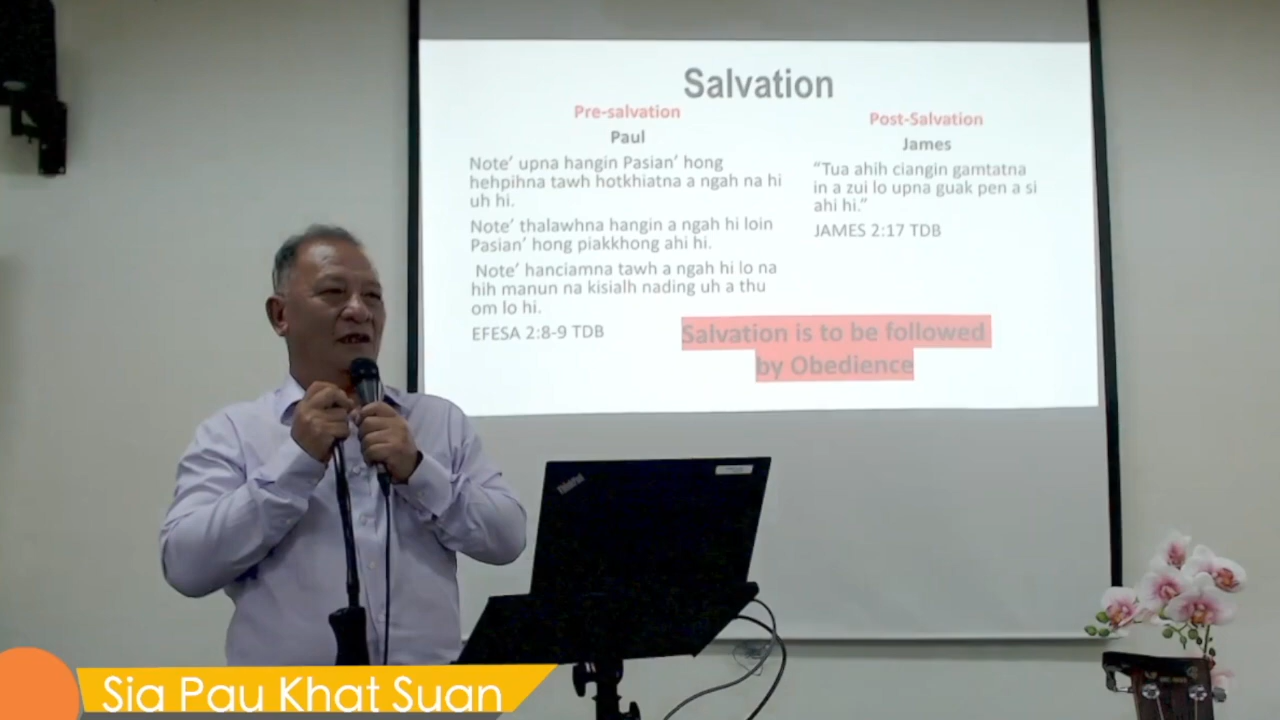 Salvation
Pre-salvation
Paul
Note’ upna hangin Pasian’ hong
hehpihna tawh hotkhiatna a ngah na hi
uh hi.
Note’ thalawhna hangin a ngah hi loin
Pasian’ hong piakkhong ahi hi.
Note’ hanciamna tawh a ngah hi lo na
hih manun na kisialh nading uh a thu
om lo hi.
EFESA 2:8-9 TDB
Post-Salvation
James
“Tua ahih ciangin gamtatna
in a zui lo upna guak pen a si
ahi hi.”
JAMES 2:17 TDB
Salvation is to be followed
by Obedience
ThinkPad
Sia Pau Khat Suan